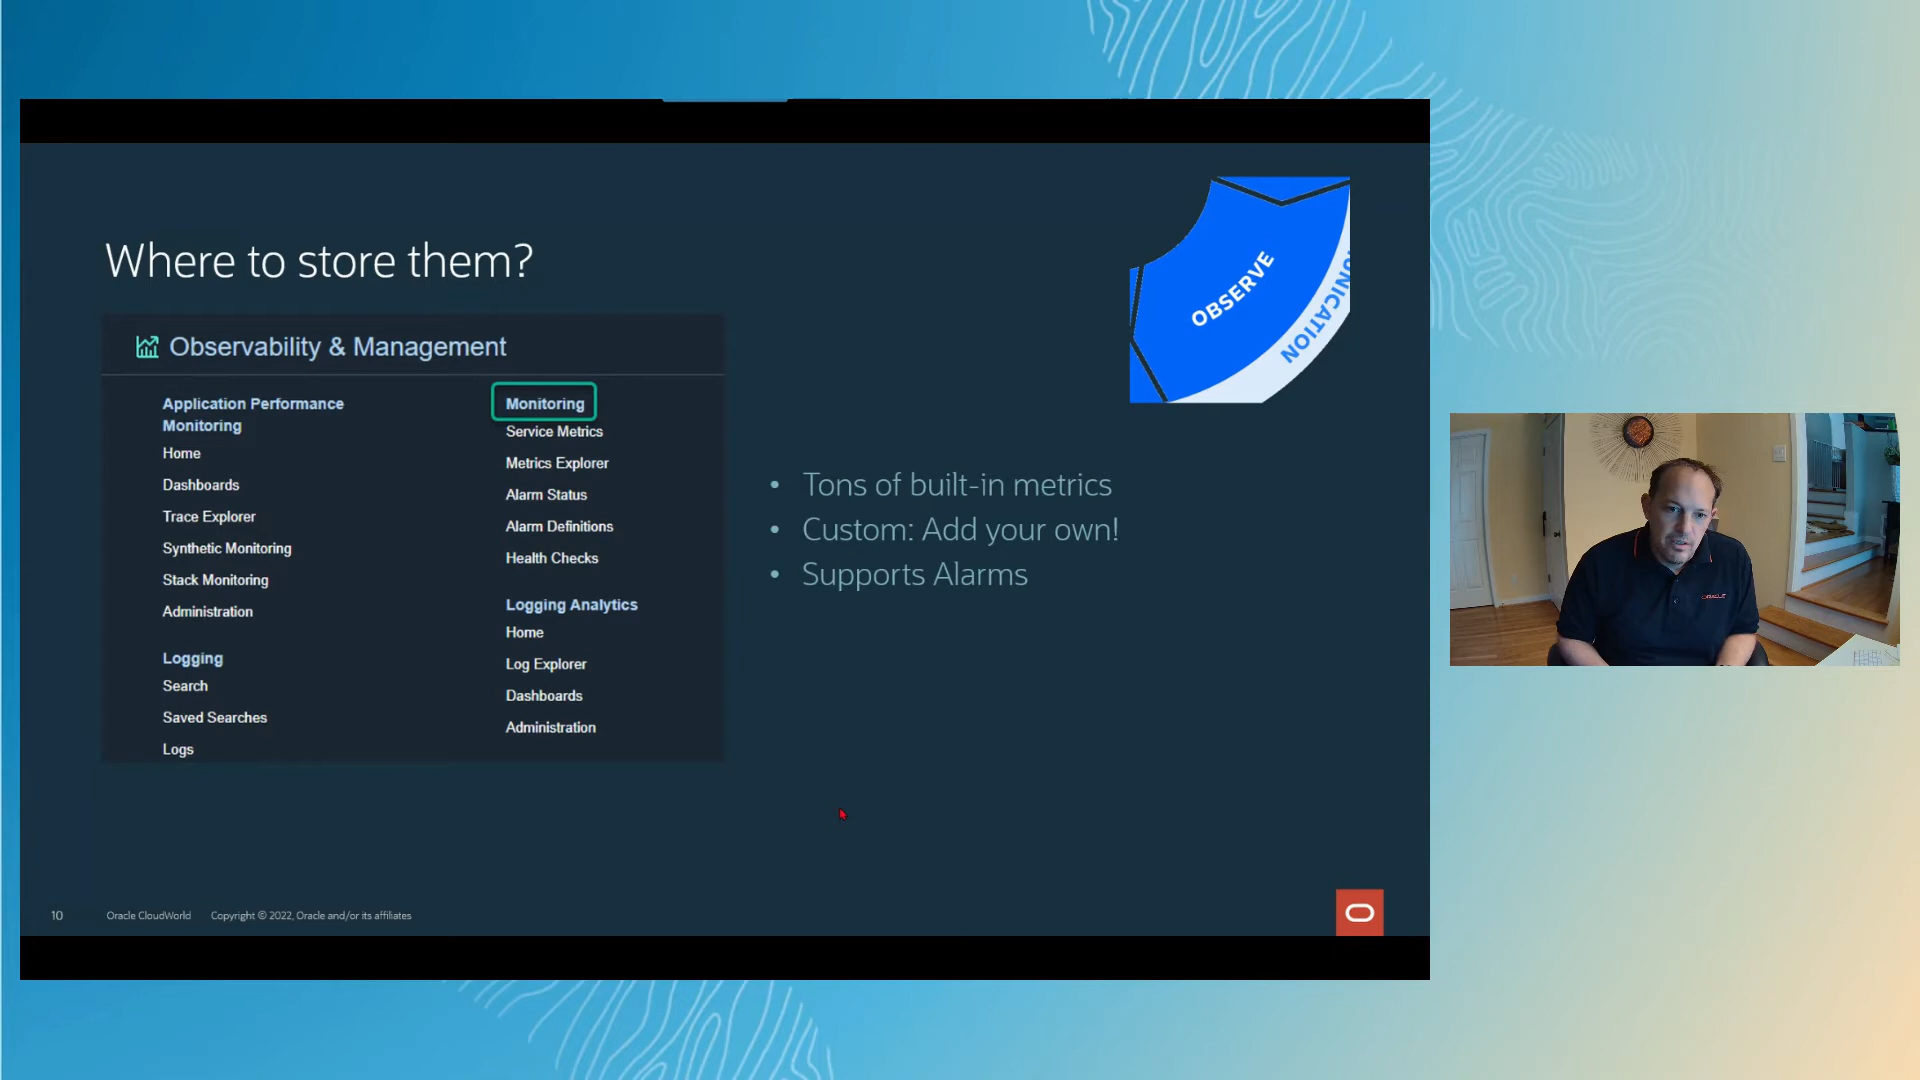 Where to store them?
OBSERVE
Observability & Management
Application Performance
Monitoring
Home
Dashboards
Trace Explorer
Synthetic Monitoring
Stack Monitoring
Administration
Logging
Search
Saved Searches
Logs
Monitoring
Service Metrics
Metrics Explorer
Alarm Status
Alarm Definitions
Health Checks
Logging Analytics
Home
Log Explorer
Dashboards
Administration
• Tons of built-in metrics
• Custom: Add your own!
• Supports Alarms
10 Oracle CloudWorld Copyright © 2022, Oracle and/or its affiliates
ORACLE